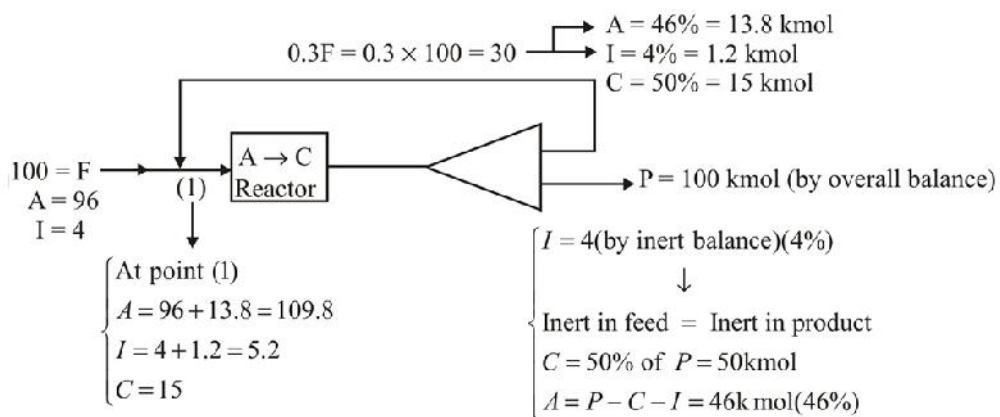 A = 46% = 13.8 kmol
0.3F = 0.3 × 100 = 30
I = 4% = 1.2 kmol
C = 50% = 15 kmol
100 = F
A = 96
I = 4
(1)
A → C
Reactor
P = 100 kmol (by overall balance)
At point (1)
A = 96 + 13.8 = 109.8
I = 4 + 1.2 = 5.2
C = 15
I = 4(by inert balance)(4%)
↓
Inert in feed = Inert in product
C = 50% of P = 50kmol
A = P − C − I = 46k mol(46%)